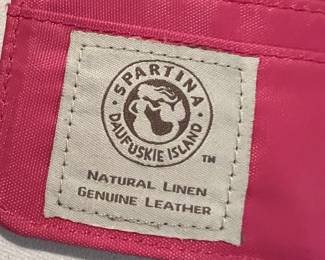 SPARTINA
DAUFUSKIE ISLAND
™
NATURAL LINEN
GENUINE LEATHER